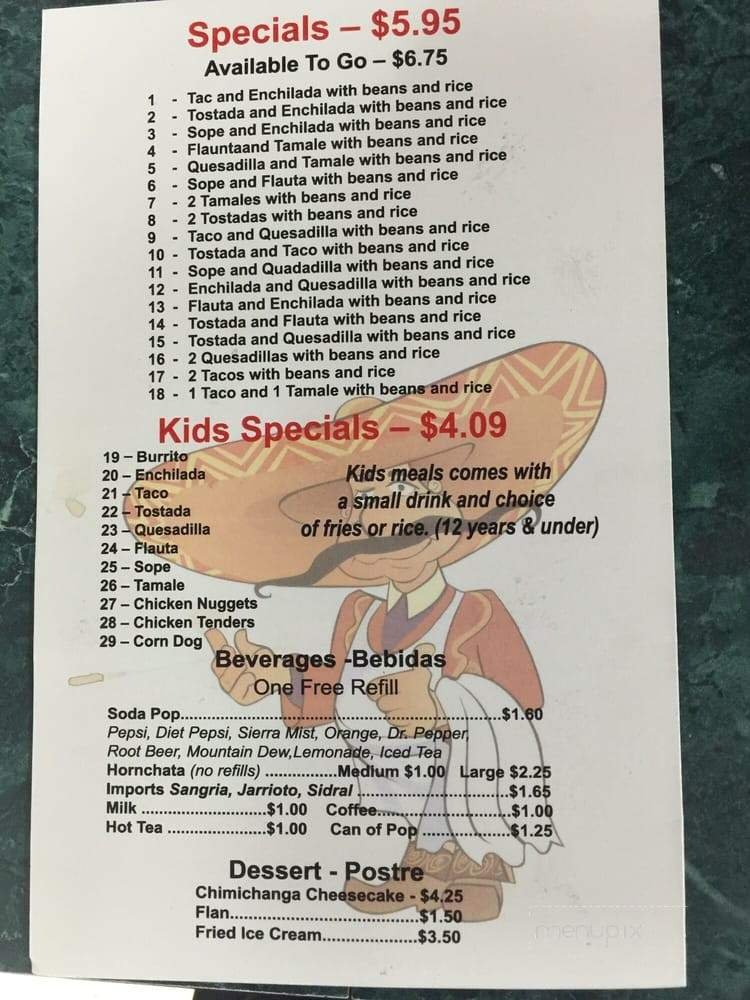 Specials – $5.95
Available To Go – $6.75
1 - Tac and Enchilada with beans and rice
2 - Tostada and Enchilada with beans and rice
3 - Sope and Enchilada with beans and rice
4 - Flauntaand Tamale with beans and rice
5 - Quesadilla and Tamale with beans and rice
6 - Sope and Flauta with beans and rice
7 - 2 Tamales with beans and rice
8 - 2 Tostadas with beans and rice
9 - Taco and Quesadilla with beans and rice
10 - Tostada and Taco with beans and rice
11 - Sope and Quadadilla with beans and rice
12 - Enchilada and Quesadilla with beans and rice
13 - Flauta and Enchilada with beans and rice
14 - Tostada and Flauta with beans and rice
15 - Tostada and Quesadilla with beans and rice
16 - 2 Quesadillas with beans and rice
17 - 2 Tacos with beans and rice
18 - 1 Taco and 1 Tamale with beans and rice
Kids Specials – $4.09
19 – Burrito
20 – Enchilada
21 – Taco
22 – Tostada
23 – Quesadilla
24 – Flauta
25 – Sope
26 – Tamale
27 – Chicken Nuggets
28 – Chicken Tenders
29 – Corn Dog
Kids meals comes with
a small drink and choice
of fries or rice. (12 years & under)
Beverages -Bebidas
One Free Refill
Soda Pop..........$1.60
Pepsi, Diet Pepsi, Sierra Mist, Orange, Dr. Pepper,
Root Beer, Mountain Dew,Lemonade, Iced Tea
Hornchata (no refills) ..........Medium $1.00 Large $2.25
Imports Sangria, Jarrioto, Sidral ..........$1.65
Milk ..........$1.00 Coffee..........$1.00
Hot Tea ..........$1.00 Can of Pop ..........$1.25
Dessert - Postre
Chimichanga Cheesecake - $4.25
Flan..........$1.50
Fried Ice Cream..........$3.50
menupix